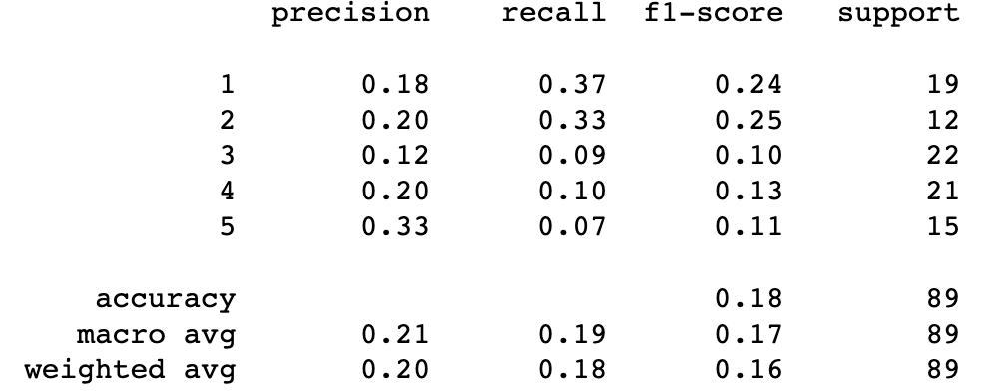 precision recall f1-score support
1 0.18 0.37 0.24 19
2 0.20 0.33 0.25 12
3 0.12 0.09 0.10 22
4 0.20 0.10 0.13 21
5 0.33 0.07 0.11 15
accuracy 0.18 89
macro avg 0.21 0.19 0.17 89
weighted avg 0.20 0.18 0.16 89